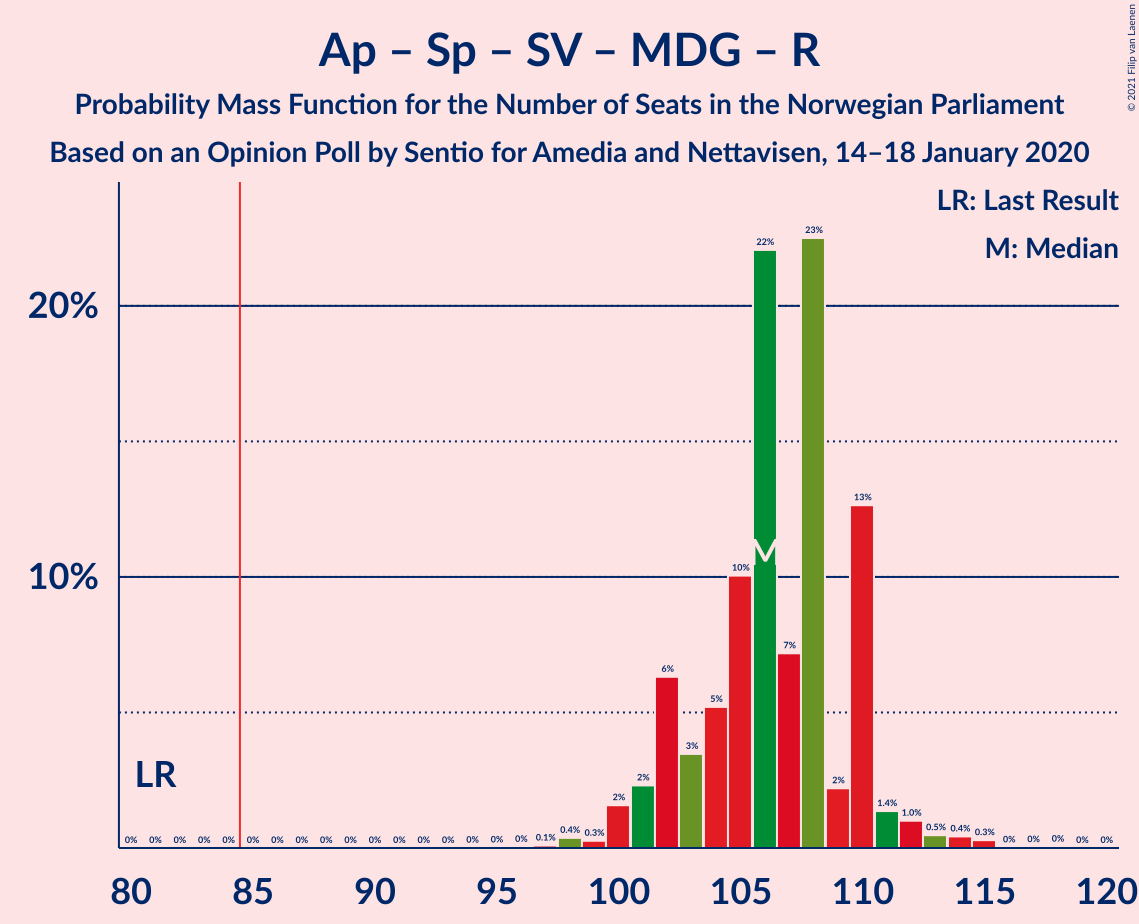 Ap – Sp – SV – MDG – R
Probability Mass Function for the Number of Seats in the Norwegian Parliament
Based on an Opinion Poll by Sentio for Amedia and Nettavisen, 14–18 January 2020
© 2021 Filip van Laenen
LR: Last Result
M: Median
20%
10%
LR
M
0% 0% 0% 0% 0% 0% 0% 0% 0% 0% 0% 0% 0% 0% 0% 0% 0% 0.1% 0.4% 0.3% 2% 2% 6% 3% 5% 10% 22% 7% 23% 2% 13% 1.4% 1.0% 0.5% 0.4% 0.3% 0% 0% 0% 0% 0%
80 85 90 95 100 105 110 115 120